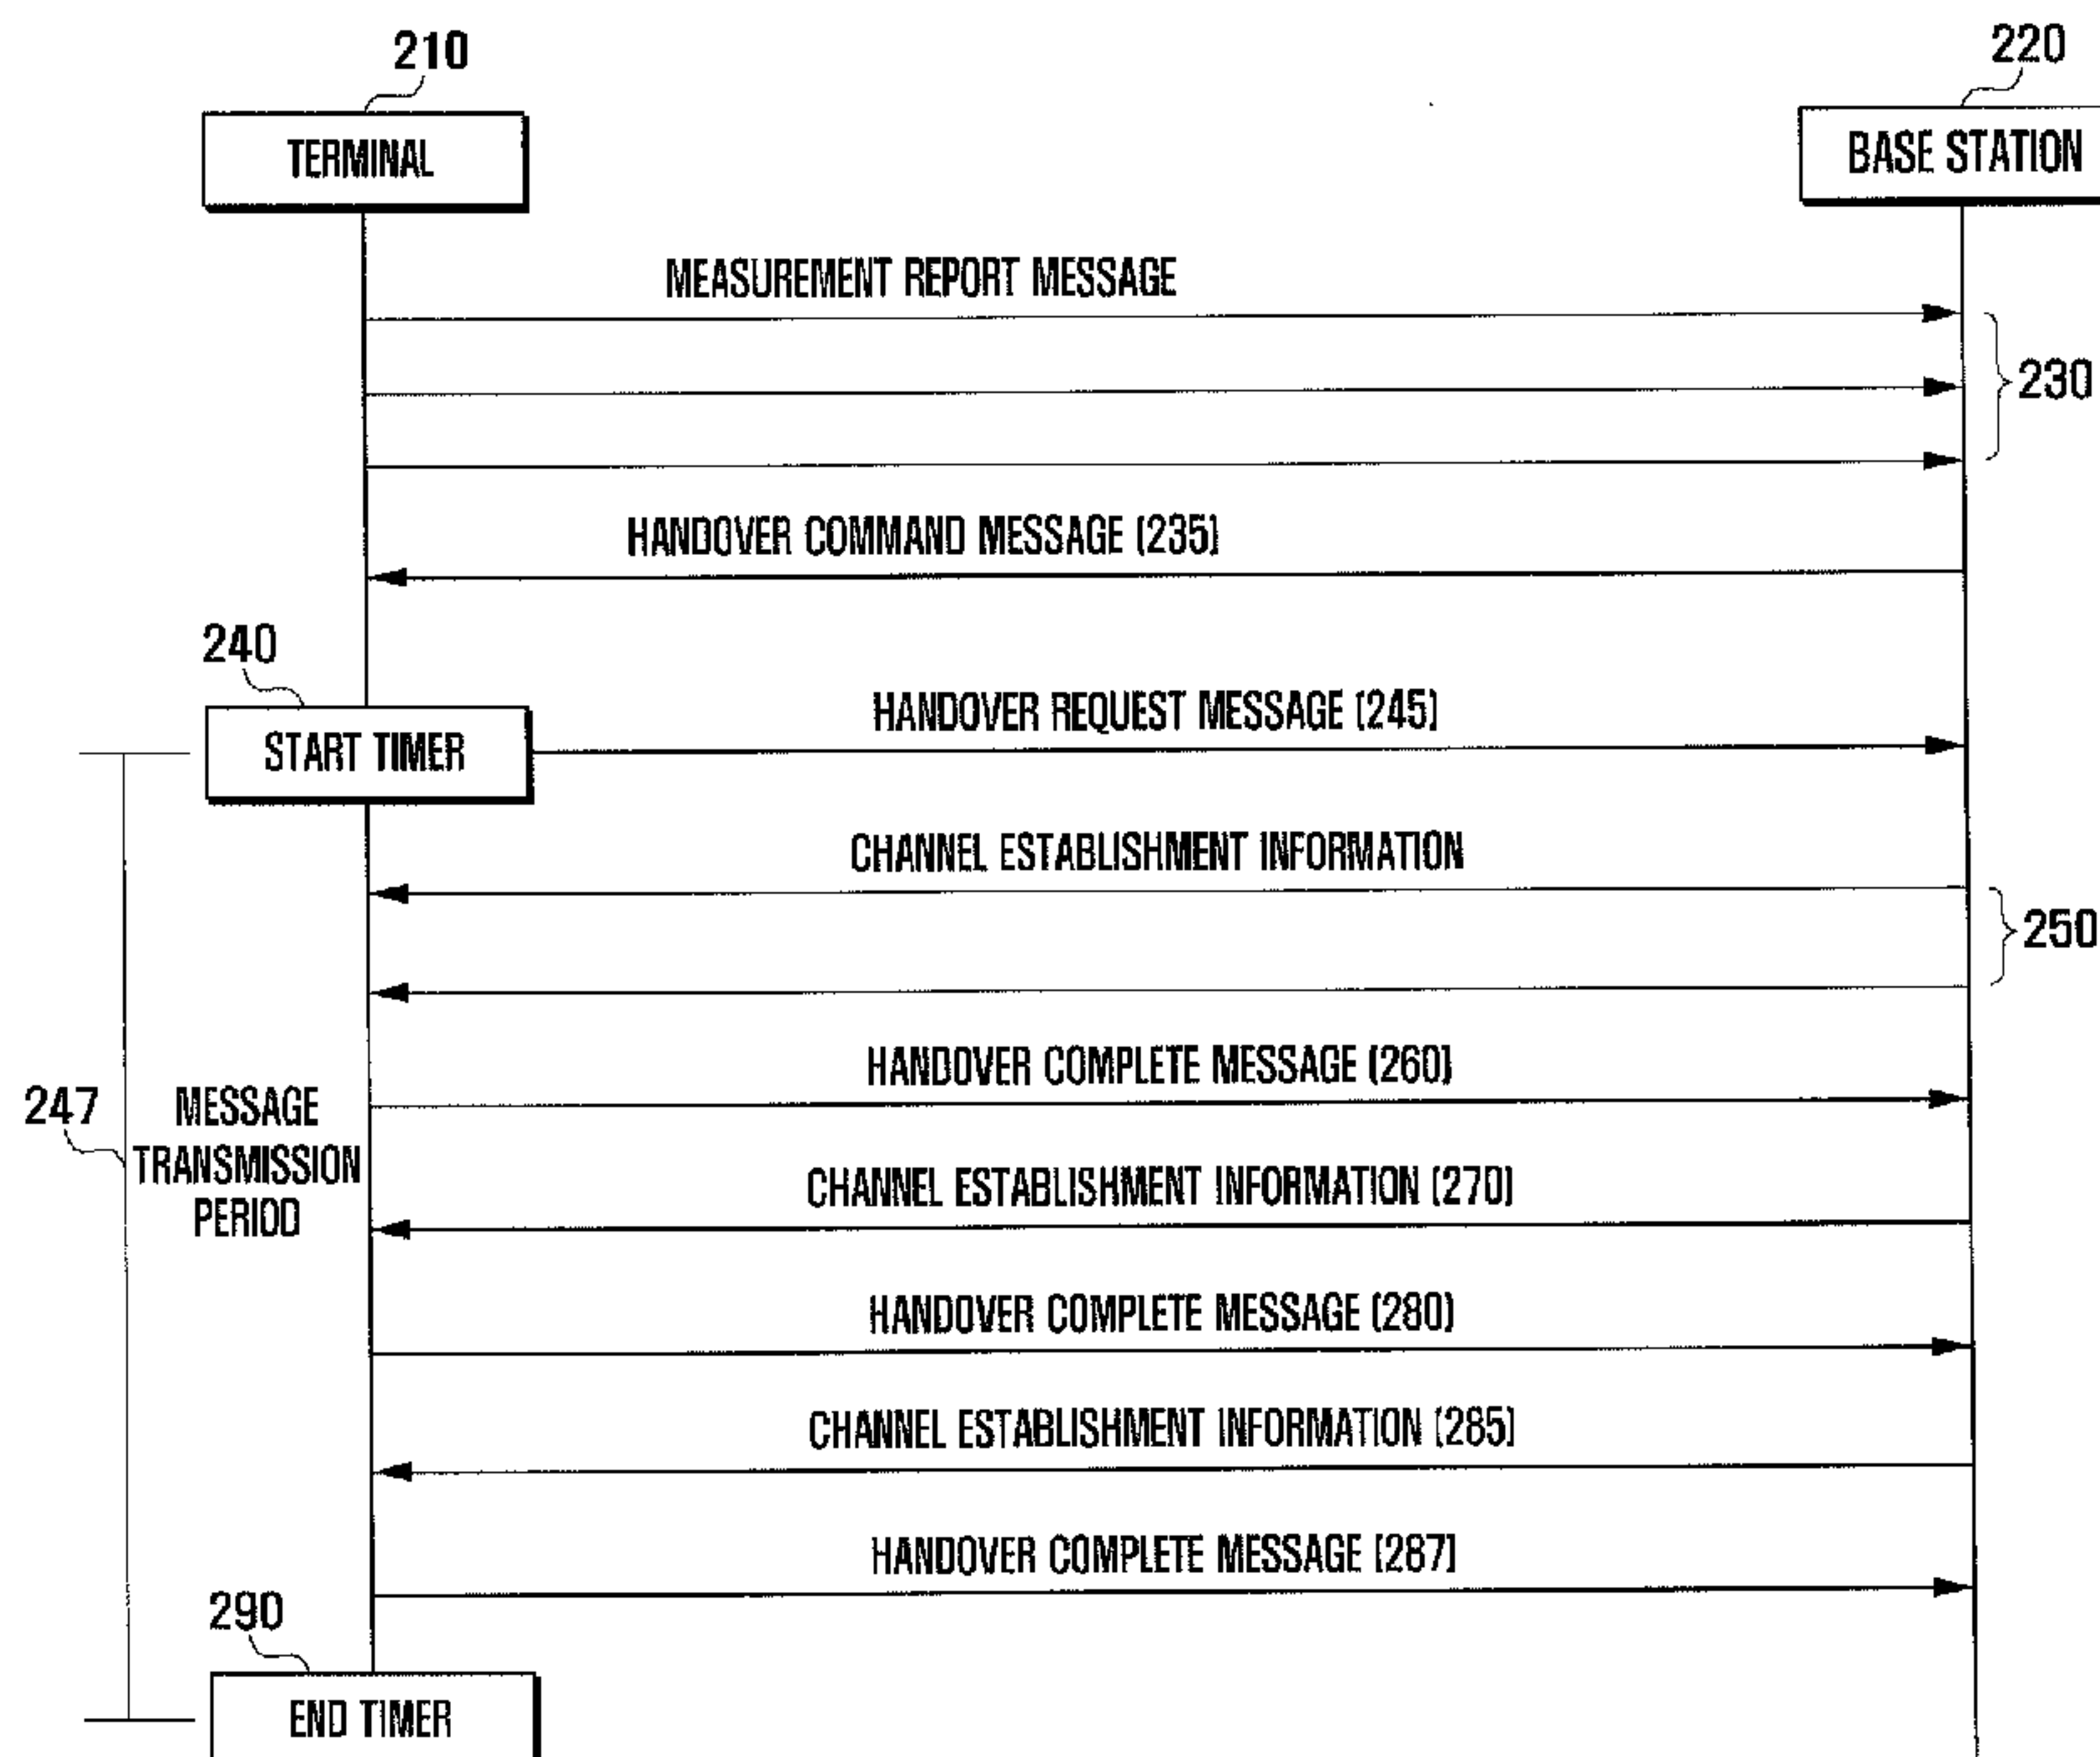 210
220
TERMINAL
BASE STATION
MEASUREMENT REPORT MESSAGE
230
HANDOVER COMMAND MESSAGE (235)
240
HANDOVER REQUEST MESSAGE (245)
START TIMER
CHANNEL ESTABLISHMENT INFORMATION
250
HANDOVER COMPLETE MESSAGE (260)
247
MESSAGE
TRANSMISSION
PERIOD
CHANNEL ESTABLISHMENT INFORMATION (270)
HANDOVER COMPLETE MESSAGE (280)
CHANNEL ESTABLISHMENT INFORMATION (285)
HANDOVER COMPLETE MESSAGE (287)
290
END TIMER